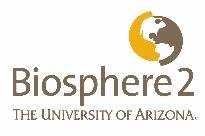 Biosphere 2
THE UNIVERSITY OF ARIZONA.